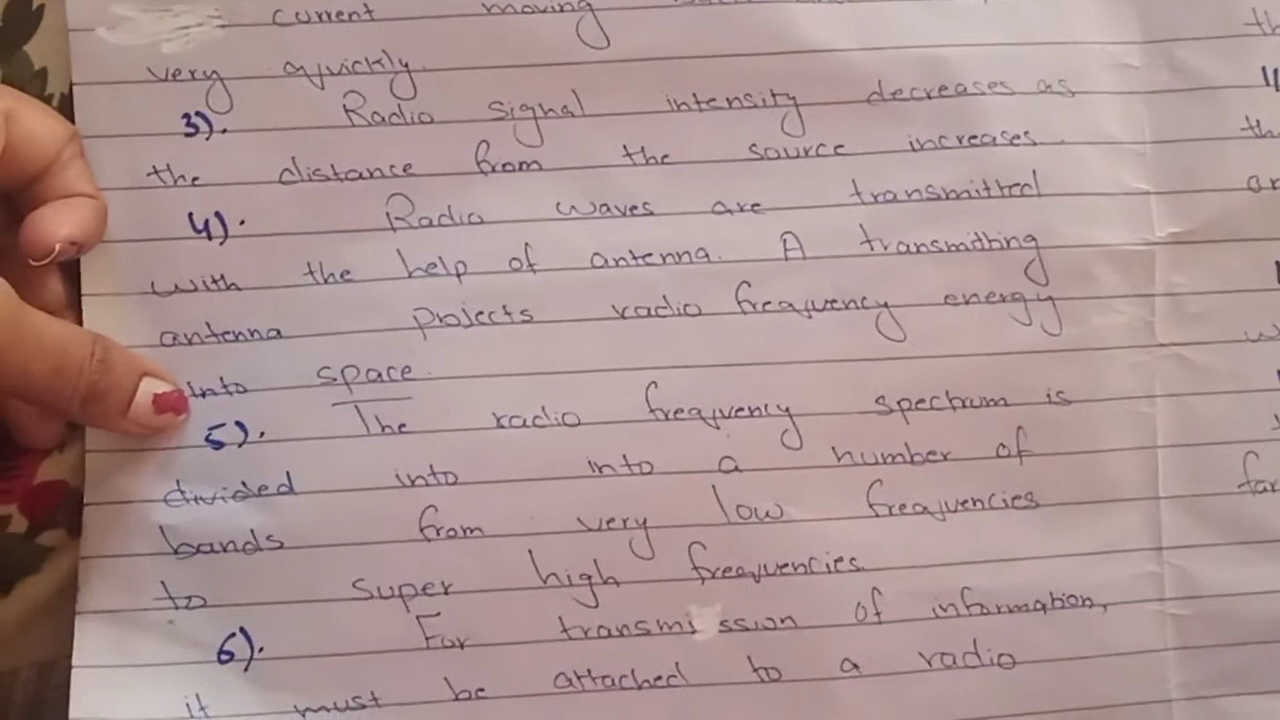 current moving
very quickly.
3). Radio signal intensity decreases as
the distance from the source increases.
4). Radio waves are transmitted
with the help of antenna. A transmitting
antenna projects radio frequency energy
into space.
5). The radio frequency spectrum is
divided into into a number of
bands from very low frequencies
to super high frequencies.
6). For transmission of information,
it must be attached to a radio